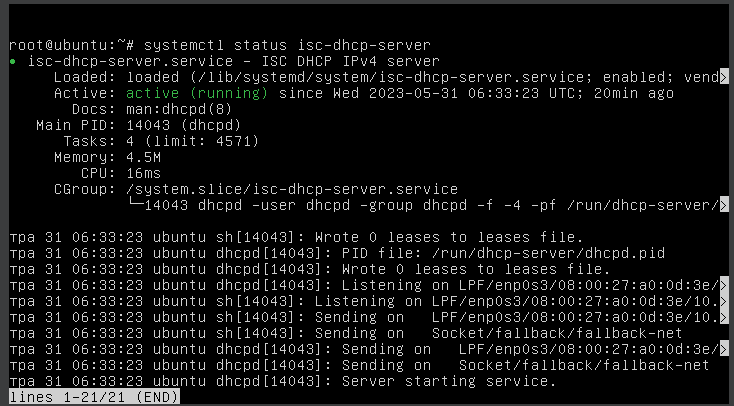 root@ubuntu:~# systemctl status isc-dhcp-server
● isc-dhcp-server.service - ISC DHCP IPv4 server
     Loaded: loaded (/lib/systemd/system/isc-dhcp-server.service; enabled; vend>
     Active: active (running) since Wed 2023-05-31 06:33:23 UTC; 20min ago
       Docs: man:dhcpd(8)
   Main PID: 14043 (dhcpd)
      Tasks: 4 (limit: 4571)
     Memory: 4.5M
        CPU: 16ms
     CGroup: /system.slice/isc-dhcp-server.service
             └─14043 dhcpd -user dhcpd -group dhcpd -f -4 -pf /run/dhcp-server/>
тра 31 06:33:23 ubuntu sh[14043]: Wrote 0 leases to leases file.
тра 31 06:33:23 ubuntu dhcpd[14043]: PID file: /run/dhcp-server/dhcpd.pid
тра 31 06:33:23 ubuntu dhcpd[14043]: Wrote 0 leases to leases file.
тра 31 06:33:23 ubuntu dhcpd[14043]: Listening on LPF/enp0s3/08:00:27:a0:0d:3e/>
тра 31 06:33:23 ubuntu sh[14043]: Listening on LPF/enp0s3/08:00:27:a0:0d:3e/10.>
тра 31 06:33:23 ubuntu sh[14043]: Sending on   LPF/enp0s3/08:00:27:a0:0d:3e/10.>
тра 31 06:33:23 ubuntu sh[14043]: Sending on   Socket/fallback/fallback-net
тра 31 06:33:23 ubuntu dhcpd[14043]: Sending on   LPF/enp0s3/08:00:27:a0:0d:3e/>
тра 31 06:33:23 ubuntu dhcpd[14043]: Sending on   Socket/fallback/fallback-net
тра 31 06:33:23 ubuntu dhcpd[14043]: Server starting service.
lines 1-21/21 (END)